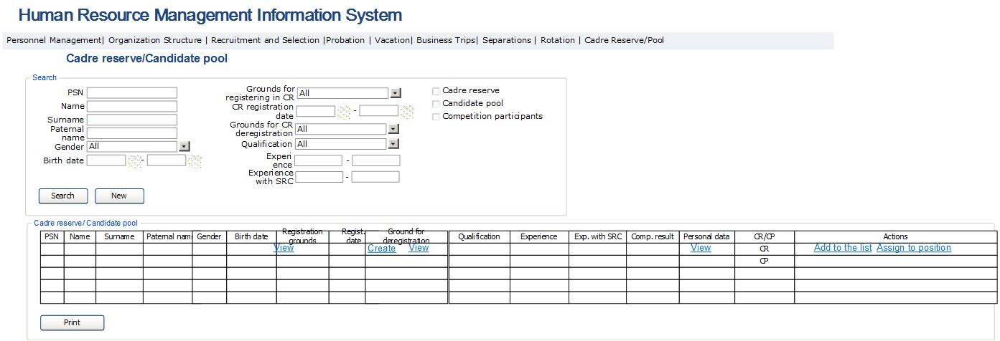 Human Resource Management Information System
Personnel Management| Organization Structure | Recruitment and Selection |Probation | Vacation| Business Trips| Separations | Rotation | Cadre Reserve/Pool
Cadre reserve/Candidate pool
Search
PSN
Name
Surname
Paternal
name
Gender All
Birth date -
Grounds for
registering in CR All
CR registration
date -
Grounds for CR
deregistration All
Qualification All
Experi
ence -
Experience
with SRC -
Cadre reserve
Candidate pool
Competition participants
Search New
Cadre reserve/ Candidate pool
PSN Name Surname Paternal name Gender Birth date Registration grounds Regist. date Ground for deregistration Qualification Experience Exp. with SRC Comp. result Personal data CR/CP Actions
View Create View View CR Add to the list Assign to position
CP
Print